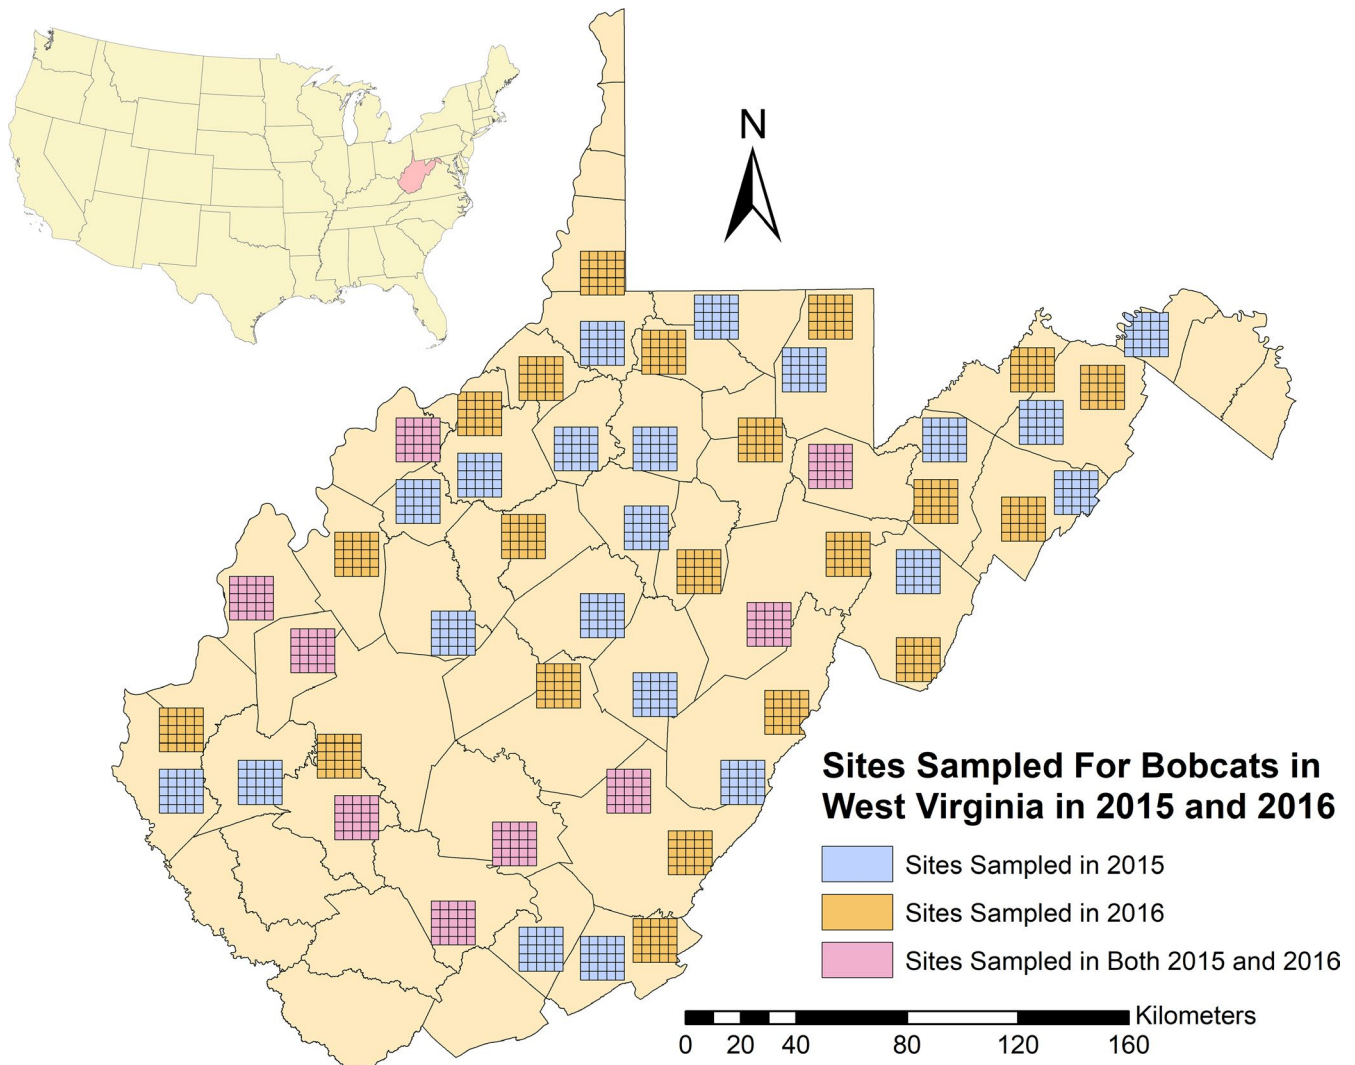 N
Sites Sampled For Bobcats in
West Virginia in 2015 and 2016
Sites Sampled in 2015
Sites Sampled in 2016
Sites Sampled in Both 2015 and 2016
Kilometers
0 20 40 80 120 160